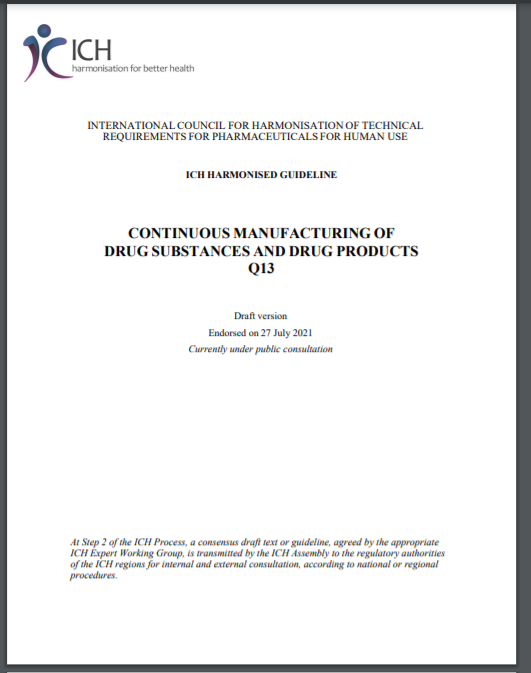 ICH
harmonisation for better health
INTERNATIONAL COUNCIL FOR HARMONISATION OF TECHNICAL
REQUIREMENTS FOR PHARMACEUTICALS FOR HUMAN USE
ICH HARMONISED GUIDELINE
CONTINUOUS MANUFACTURING OF
DRUG SUBSTANCES AND DRUG PRODUCTS
Q13
Draft version
Endorsed on 27 July 2021
Currently under public consultation
At Step 2 of the ICH Process, a consensus draft text or guideline, agreed by the appropriate
ICH Expert Working Group, is transmitted by the ICH Assembly to the regulatory authorities
of the ICH regions for internal and external consultation, according to national or regional
procedures.